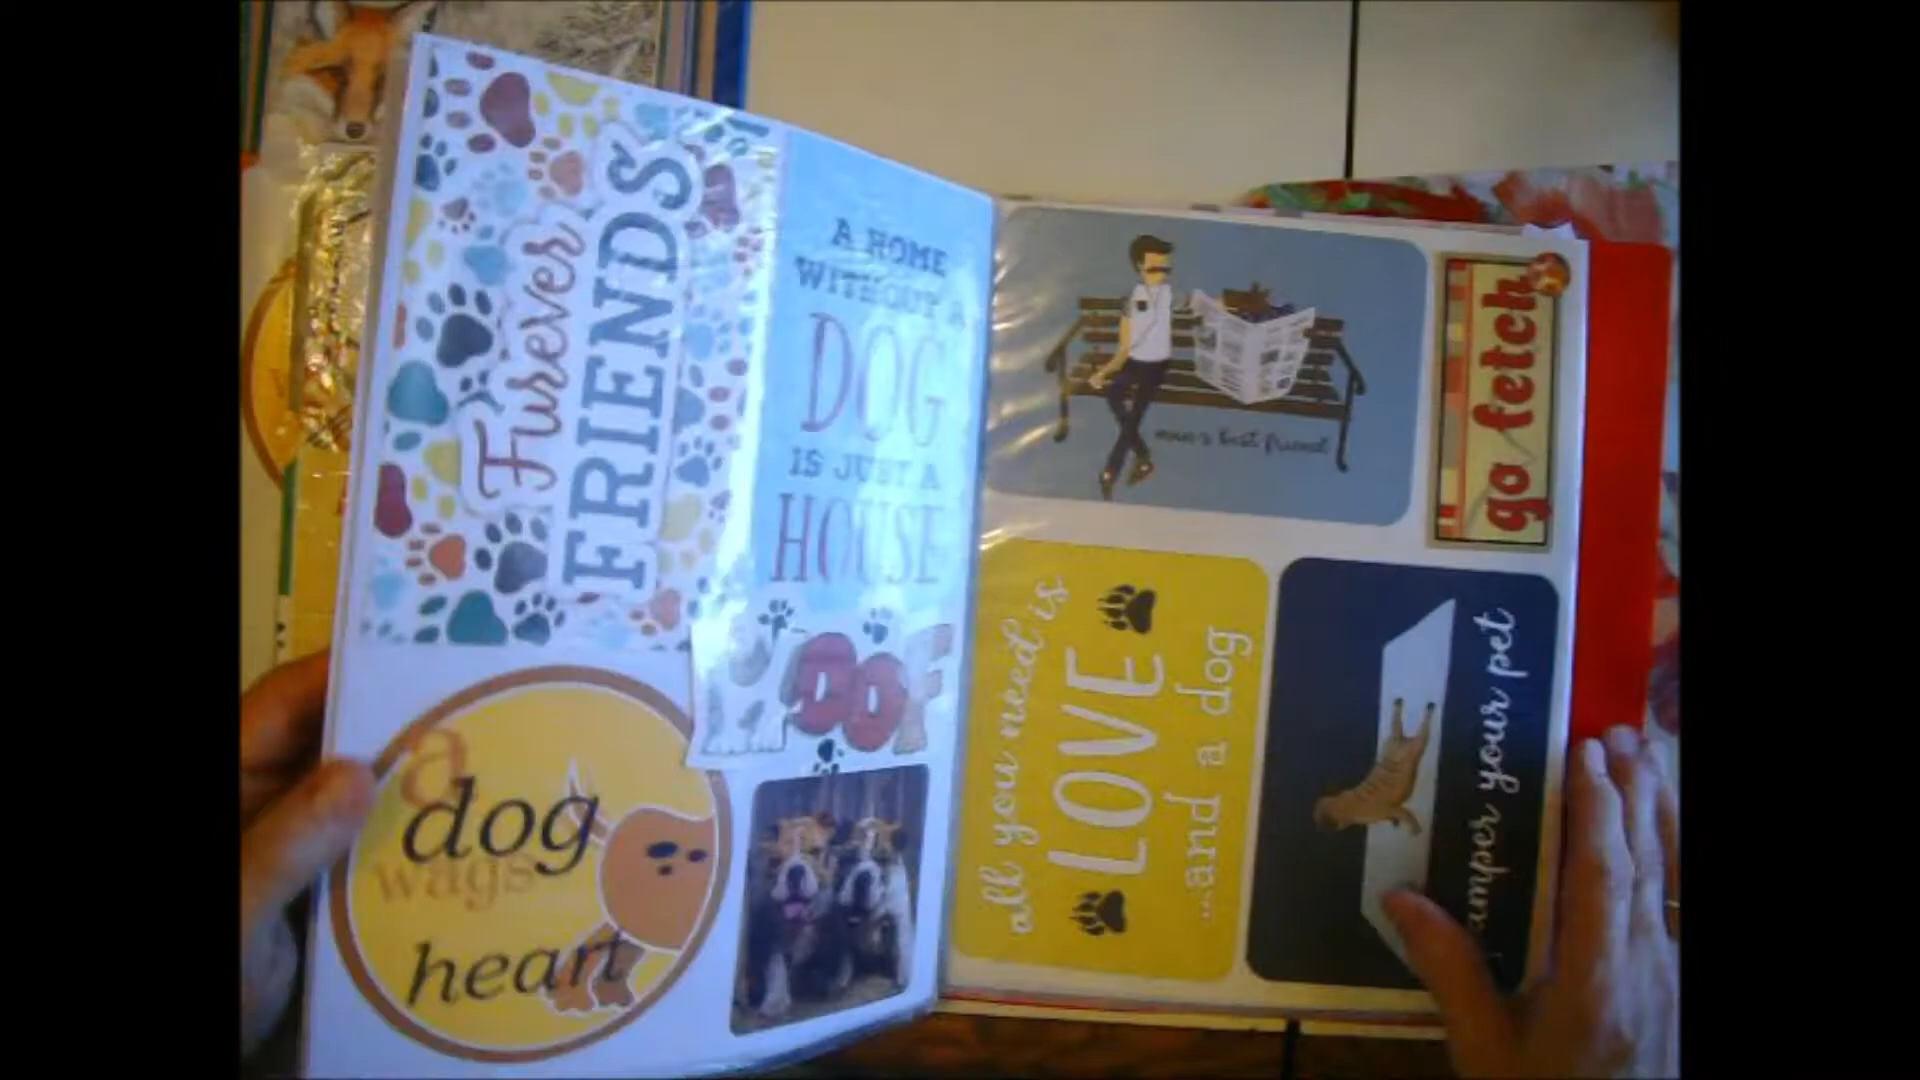 Furever
FRIENDS
A HOME
WITHOUT A
DOG
IS JUST A
HOUSE
WOOF
a
dog
wags
heart
man's best friend
go fetch
all you need is
LOVE
...and a dog
your pet